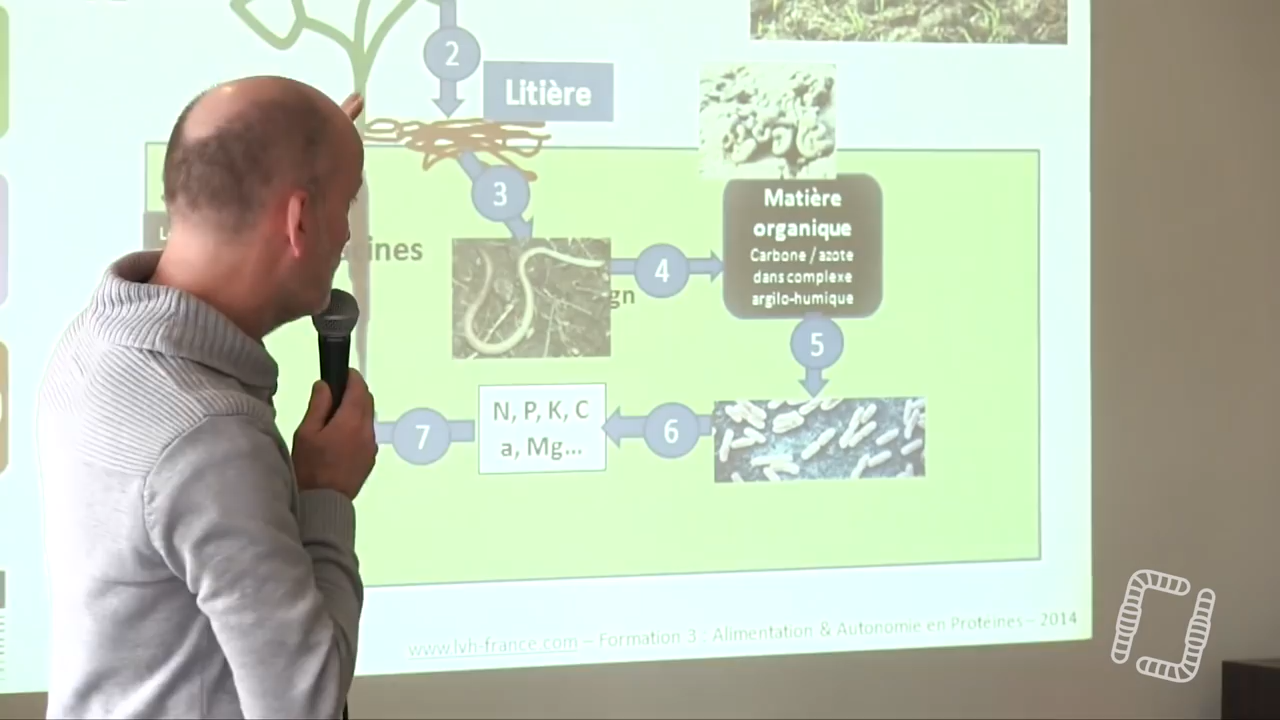 2
Litière
3
Matière
organique
Carbone / azote
dans complexe
argilo-humique
4
5
N, P, K, C
a, Mg...
6
7
www.lvh-france.com – Formation 3 : Alimentation & Autonomie en Protéines – 2014